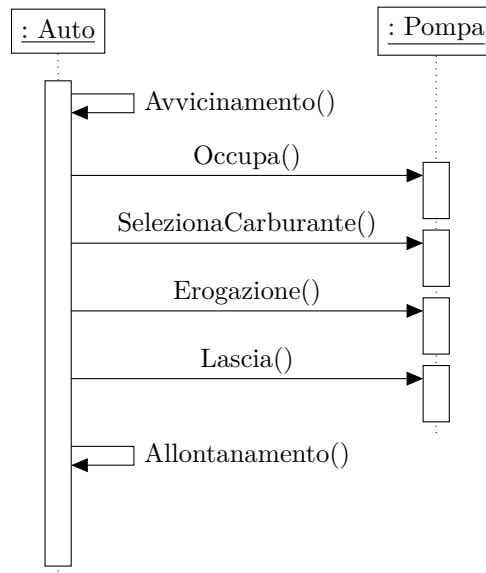 : Auto
: Pompa
Avvicinamento()
Occupa()
SelezionaCarburante()
Erogazione()
Lascia()
Allontanamento()